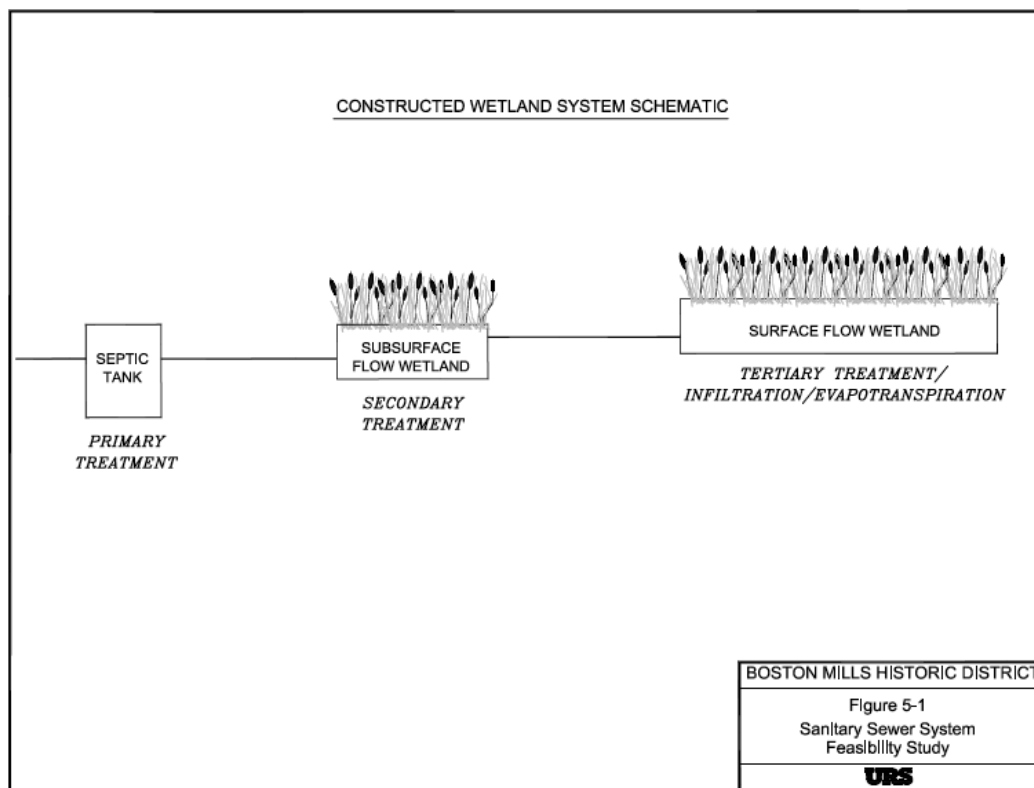 CONSTRUCTED WETLAND SYSTEM SCHEMATIC
SEPTIC
TANK
PRIMARY
TREATMENT
SUBSURFACE
FLOW WETLAND
SECONDARY
TREATMENT
SURFACE FLOW WETLAND
TERTIARY TREATMENT/
INFILTRATION/EVAPOTRANSPIRATION
BOSTON MILLS HISTORIC DISTRICT
Figure 5-1
Sanitary Sewer System
Feasibility Study
URS